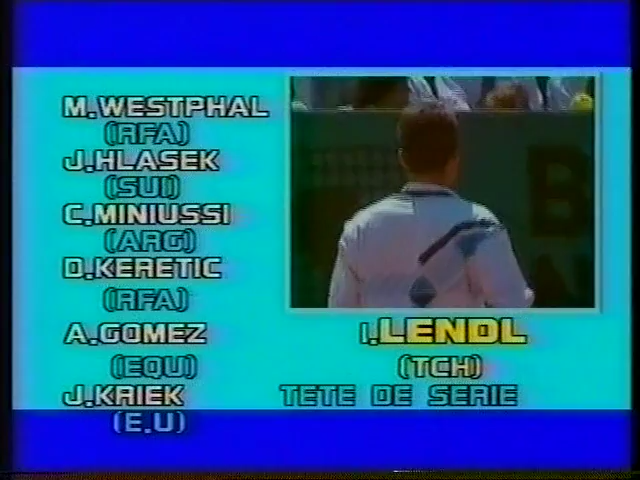 M.WESTPHAL
(RFA)
J.HLASEK
(SUI)
C.MINIUSSI
(ARG)
D.KERETIC
(RFA)
A.GOMEZ
(EQU)
J.KRIEK
(E.U)
I.LENDL
(TCH)
TETE DE SERIE